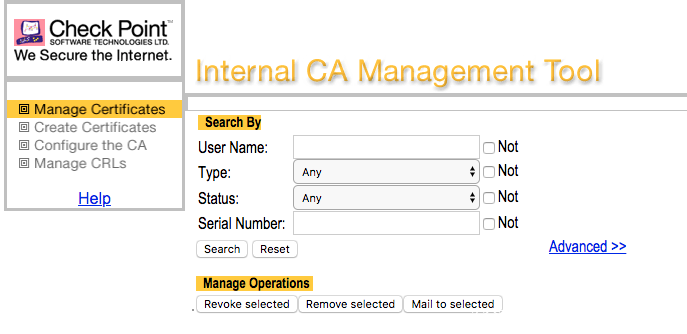 Check Point™
SOFTWARE TECHNOLOGIES LTD.
We Secure the Internet.
Internal CA Management Tool
Manage Certificates
Create Certificates
Configure the CA
Manage CRLs
Help
Search By
User Name: Not
Type: Any Not
Status: Any Not
Serial Number: Not
Search Reset Advanced >>
Manage Operations
Revoke selected Remove selected Mail to selected